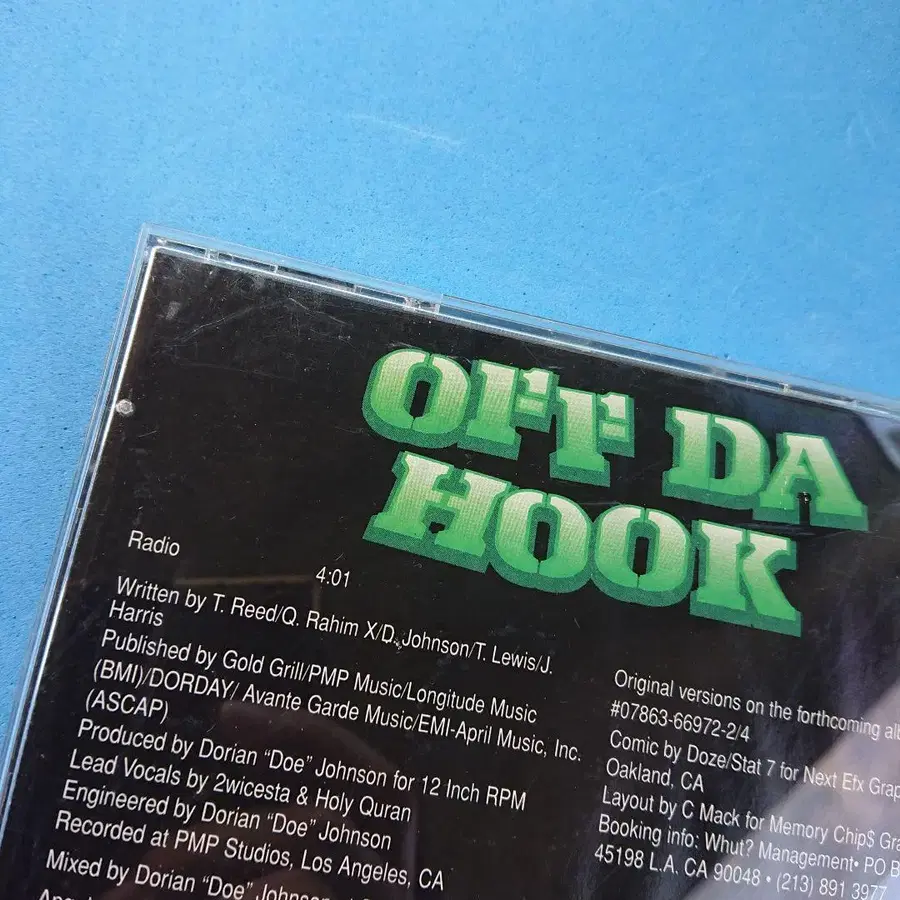 OFF DA
HOOK
Radio
4:01
Written by T. Reed/Q. Rahim X/D. Johnson/T. Lewis/J.
Harris
Published by Gold Grill/PMP Music/Longitude Music
(BMI)/DORDAY/ Avante Garde Music/EMI-April Music, Inc.
(ASCAP)
Produced by Dorian “Doe” Johnson for 12 Inch RPM
Lead Vocals by 2wicesta & Holy Quran
Engineered by Dorian “Doe” Johnson
Recorded at PMP Studios, Los Angeles, CA
Mixed by Dorian “Doe” Johnson
Original versions on the forthcoming
#07863-66972-2/4
Comic by Doze/Stat 7 for Next Efx
Oakland, CA
Layout by C Mack for Memory Chip$
Booking info: Whut? Management• PO
45198 L.A. CA 90048 • (213) 891 3977